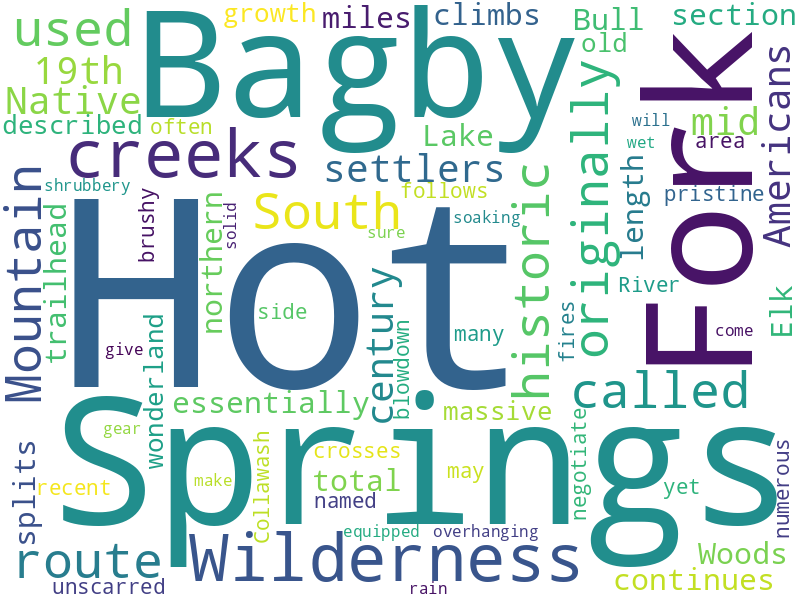 growth
miles
climbs
Bull
section
used
Bagby
old
Fork
19th
Native
mid
Americans
described
often
Lake
originally
will
wet
area
creeks
settlers
historic
length
pristine
shrubbery
follows
Mountain
brushy
solid
northern
South
soaking
sure
trailhead
Hot
River
Elk
side
century
many
fires
come
wonderland
give
blowdown
essentially
massive
called
Springs
gear
crosses
may
negotiate
numerous
splits
recent
make
Collawash
total
named
yet
equipped
overhanging
route
Wilderness
Woods
unscarred
rain
continues